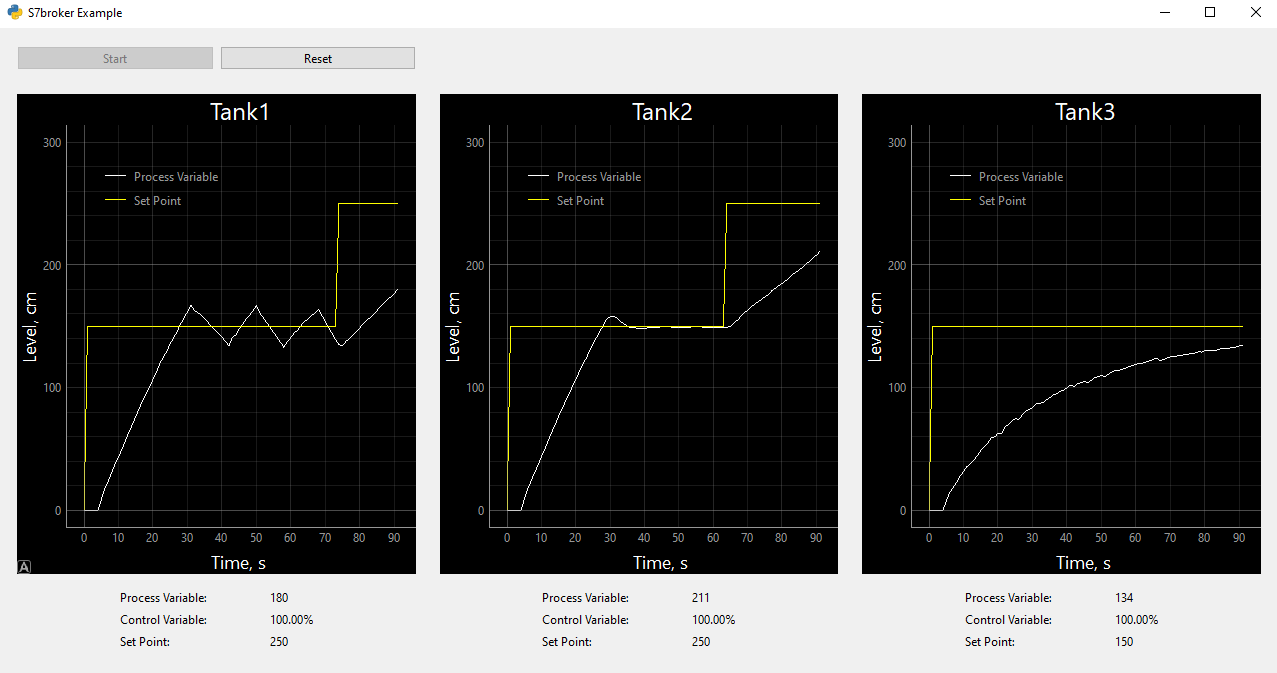 S7broker Example
Start
Reset
Tank1
300
200
100
0
Process Variable
Set Point
Level, cm
0 10 20 30 40 50 60 70 80 90
Time, s
A
Process Variable: 180
Control Variable: 100.00%
Set Point: 250
Tank2
300
200
100
0
Process Variable
Set Point
Level, cm
0 10 20 30 40 50 60 70 80 90
Time, s
Process Variable: 211
Control Variable: 100.00%
Set Point: 250
Tank3
300
200
100
0
Process Variable
Set Point
Level, cm
0 10 20 30 40 50 60 70 80 90
Time, s
Process Variable: 134
Control Variable: 100.00%
Set Point: 150